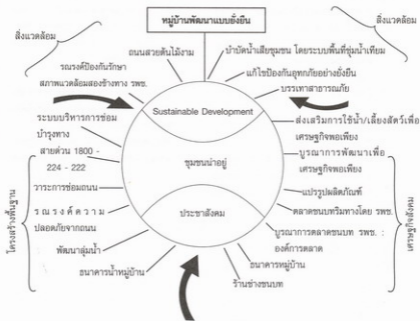 หมู่บ้านพัฒนาแบบยั่งยืน
สิ่งแวดล้อม
สิ่งแวดล้อม
ถนนสวยต้นไม้งาม
บำบัดน้ำเสียชุมชน โดยระบบพื้นที่ชุ่มน้ำเทียม
รณรงค์ป้องกันรักษา
สภาพแวดล้อมสองข้างทาง รพช.
แก้ไขป้องกันอุทกภัยอย่างยั่งยืน
บรรเทาสาธารณภัย
Sustainable Development
ระบบบริหารการซ่อม
บำรุงทาง
ส่งเสริมการใช้น้ำ/เลี้ยงสัตว์เพื่อ
เศรษฐกิจพอเพียง
สายด่วน 1800 -
224 - 222
ชุมชนน่าอยู่
บูรณาการพัฒนาเพื่อ
เศรษฐกิจพอเพียง
วาระการซ่อมถนน
แปรรูปผลิตภัณฑ์
รณรงค์ความ
ปลอดภัยจากถนน
ประชาสังคม
ตลาดชนบทริมทางโดย รพช.
พัฒนาลุ่มน้ำ
บูรณาการตลาดชนบท รพช. :
องค์การตลาด
ธนาคารน้ำหมู่บ้าน
ธนาคารหมู่บ้าน
ร้านช่างชนบท
โครงสร้างพื้นฐาน
เศรษฐกิจสังคม